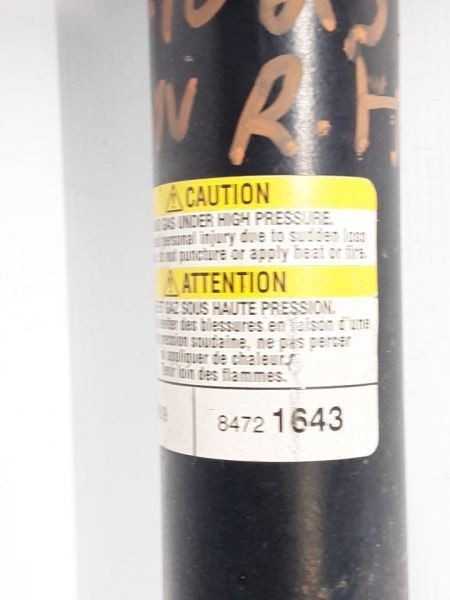 R.H
CAUTION
GAS UNDER HIGH PRESSURE.
personal injury due to sudden loss
do not puncture or apply heat or fire.
ATTENTION
GAZ SOUS HAUTE PRESSION.
des blessures en raison d'une
soudaine, ne pas percer
appliquer de chaleur.
loin des flammes.
8472 1643